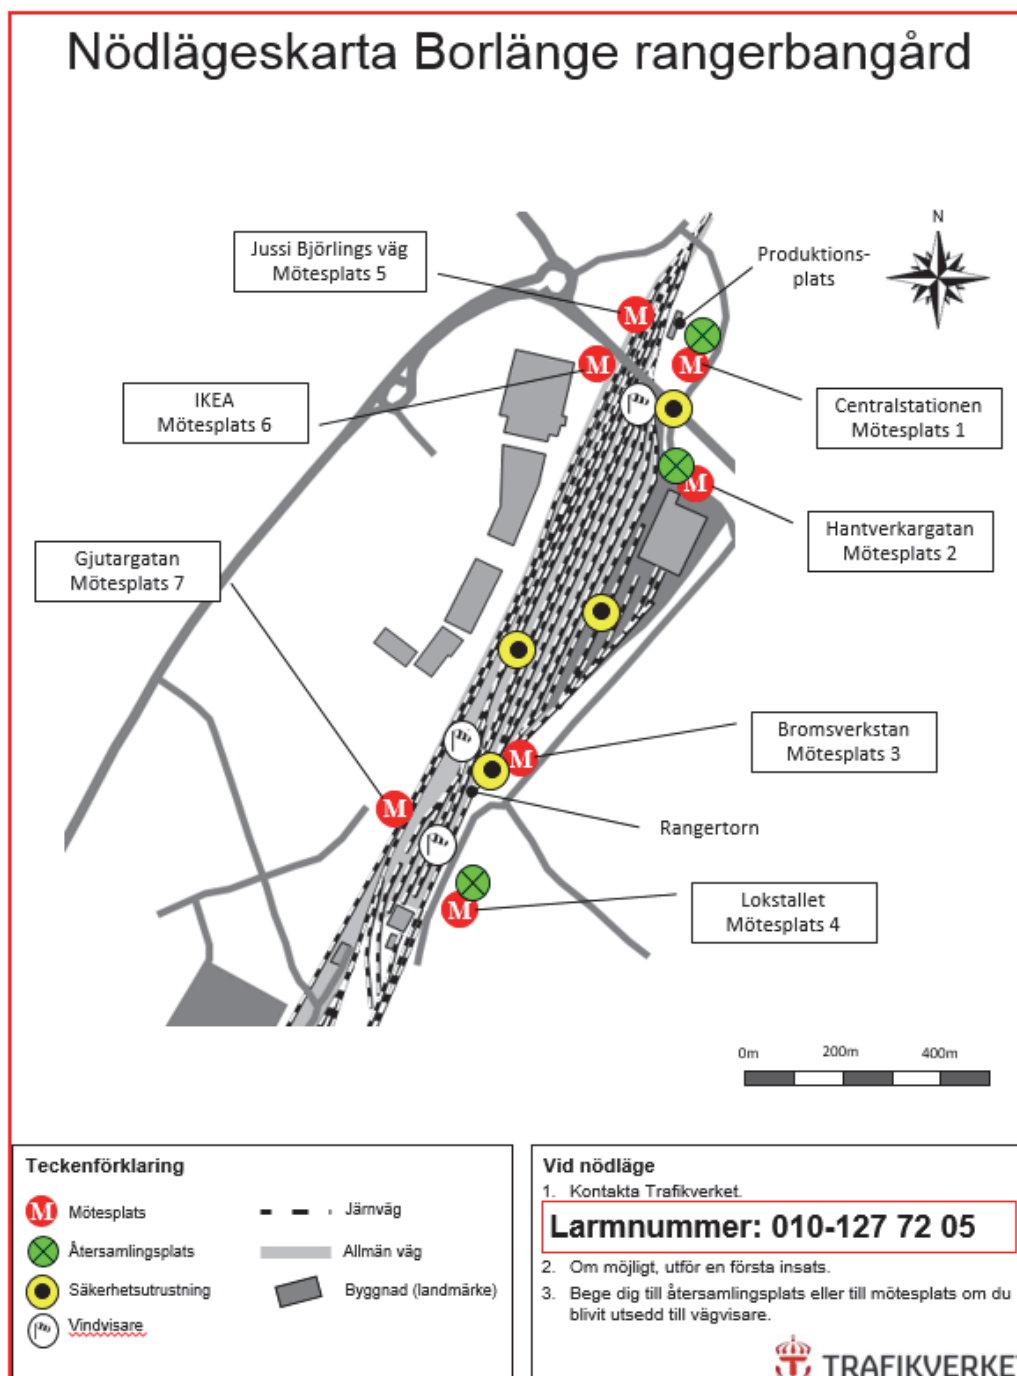 Nödlägeskarta Borlänge rangerbangård
N
Jussi Björlings väg
Mötesplats 5
Produktions-
plats
M
M
M
IKEA
Mötesplats 6
Centralstationen
Mötesplats 1
M
Hantverkargatan
Mötesplats 2
Gjutargatan
Mötesplats 7
Bromsverkstan
Mötesplats 3
M
M
Rangertorn
Lokstallet
Mötesplats 4
M
0m 200m 400m
Teckenförklaring
M Mötesplats
Återsamlingsplats
Säkerhetsutrustning
Vindvisare
Järnväg
Allmän väg
Byggnad (landmärke)
Vid nödläge
1. Kontakta Trafikverket.
Larmnummer: 010-127 72 05
2. Om möjligt, utför en första insats.
3. Bege dig till återsamlingsplats eller till mötesplats om du
blivit utsedd till vägvisare.
TRAFIKVERKET